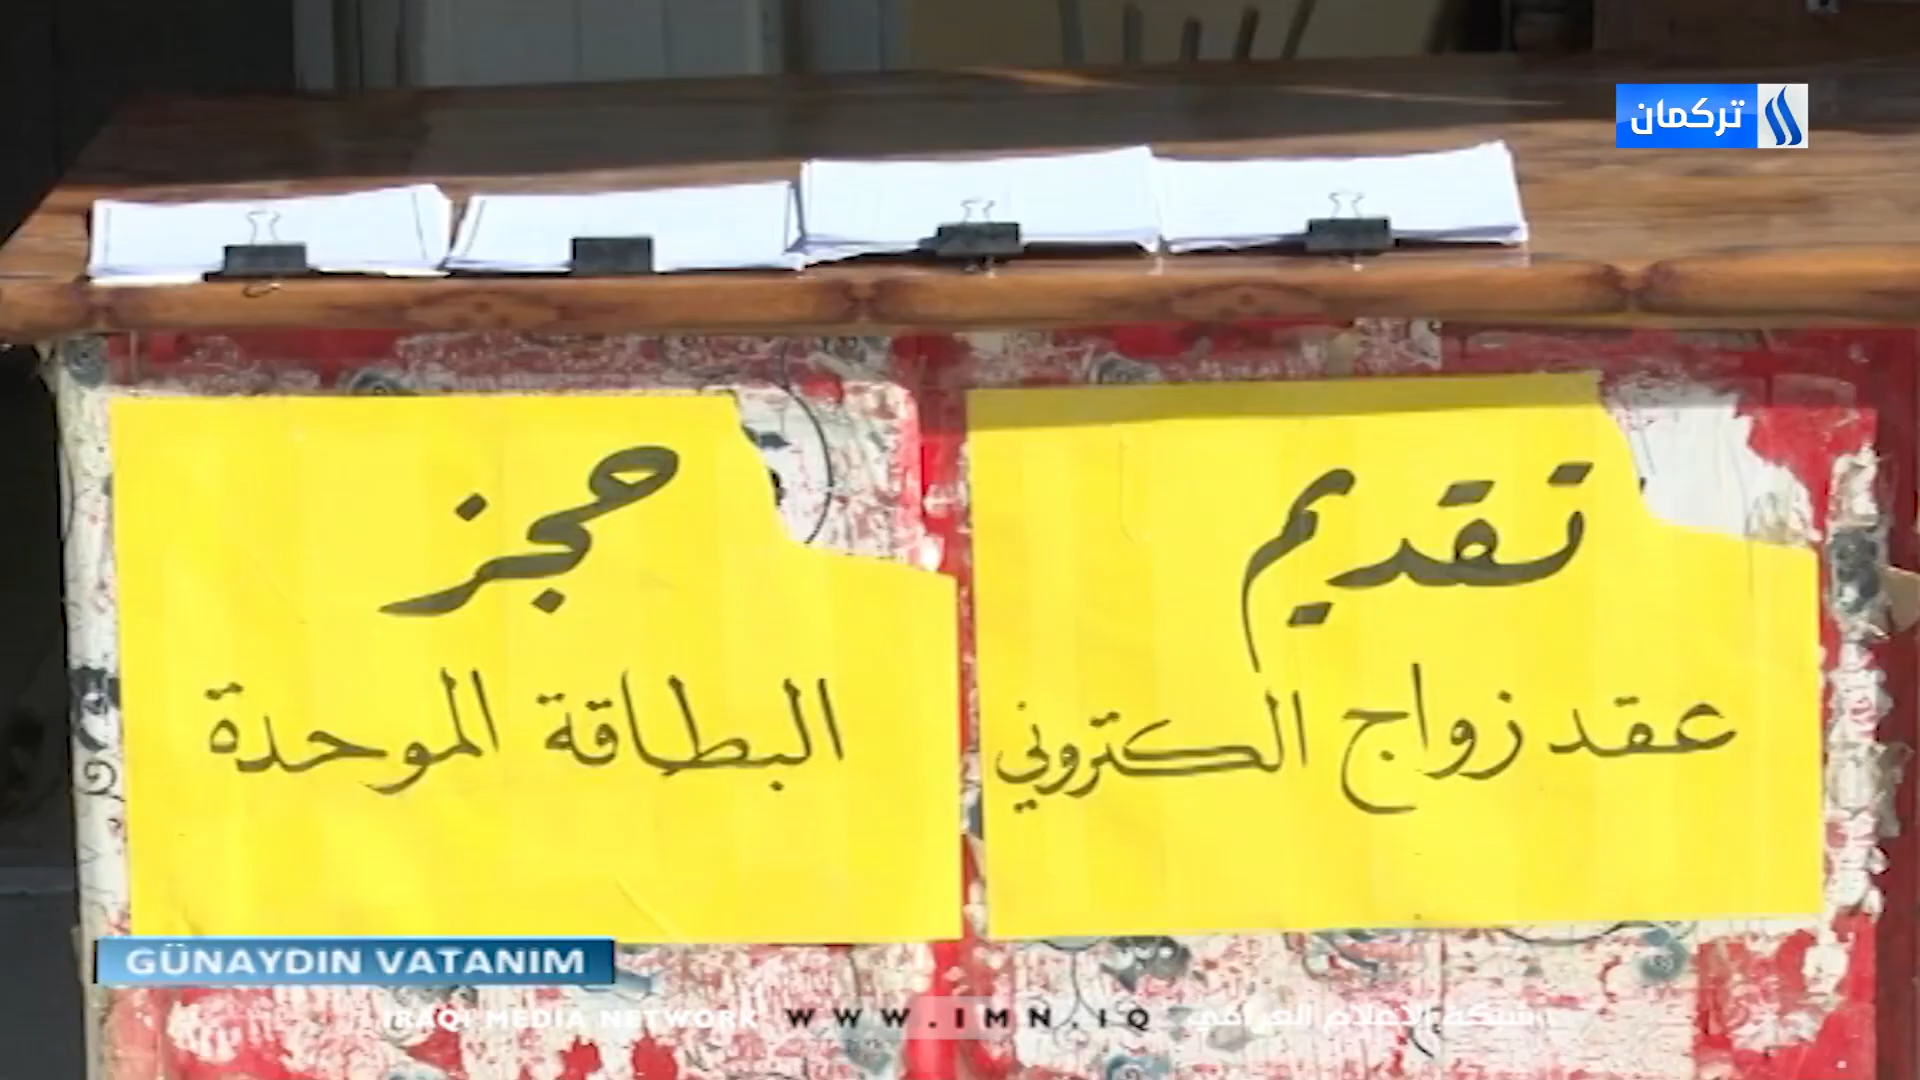 تركمان
تقديم
عقد زواج الكتروني
حجز
البطاقة الموحدة
GÜNAYDIN VATANIM
IRAQI MEDIA NETWORK WWW.IMN.IQ شبكة الاعلام العراقي